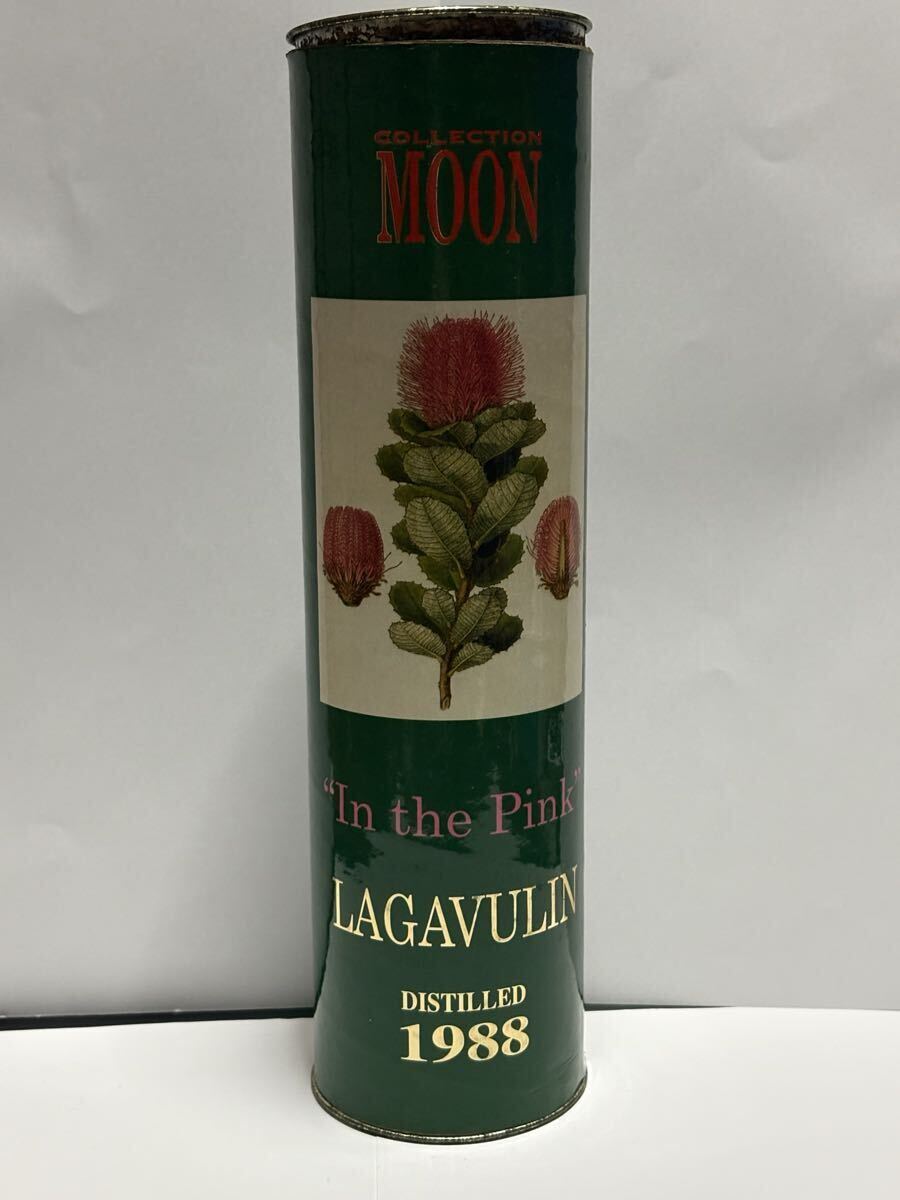 COLLECTION
MOON
"In the Pink"
LAGAVULIN
DISTILLED
1988